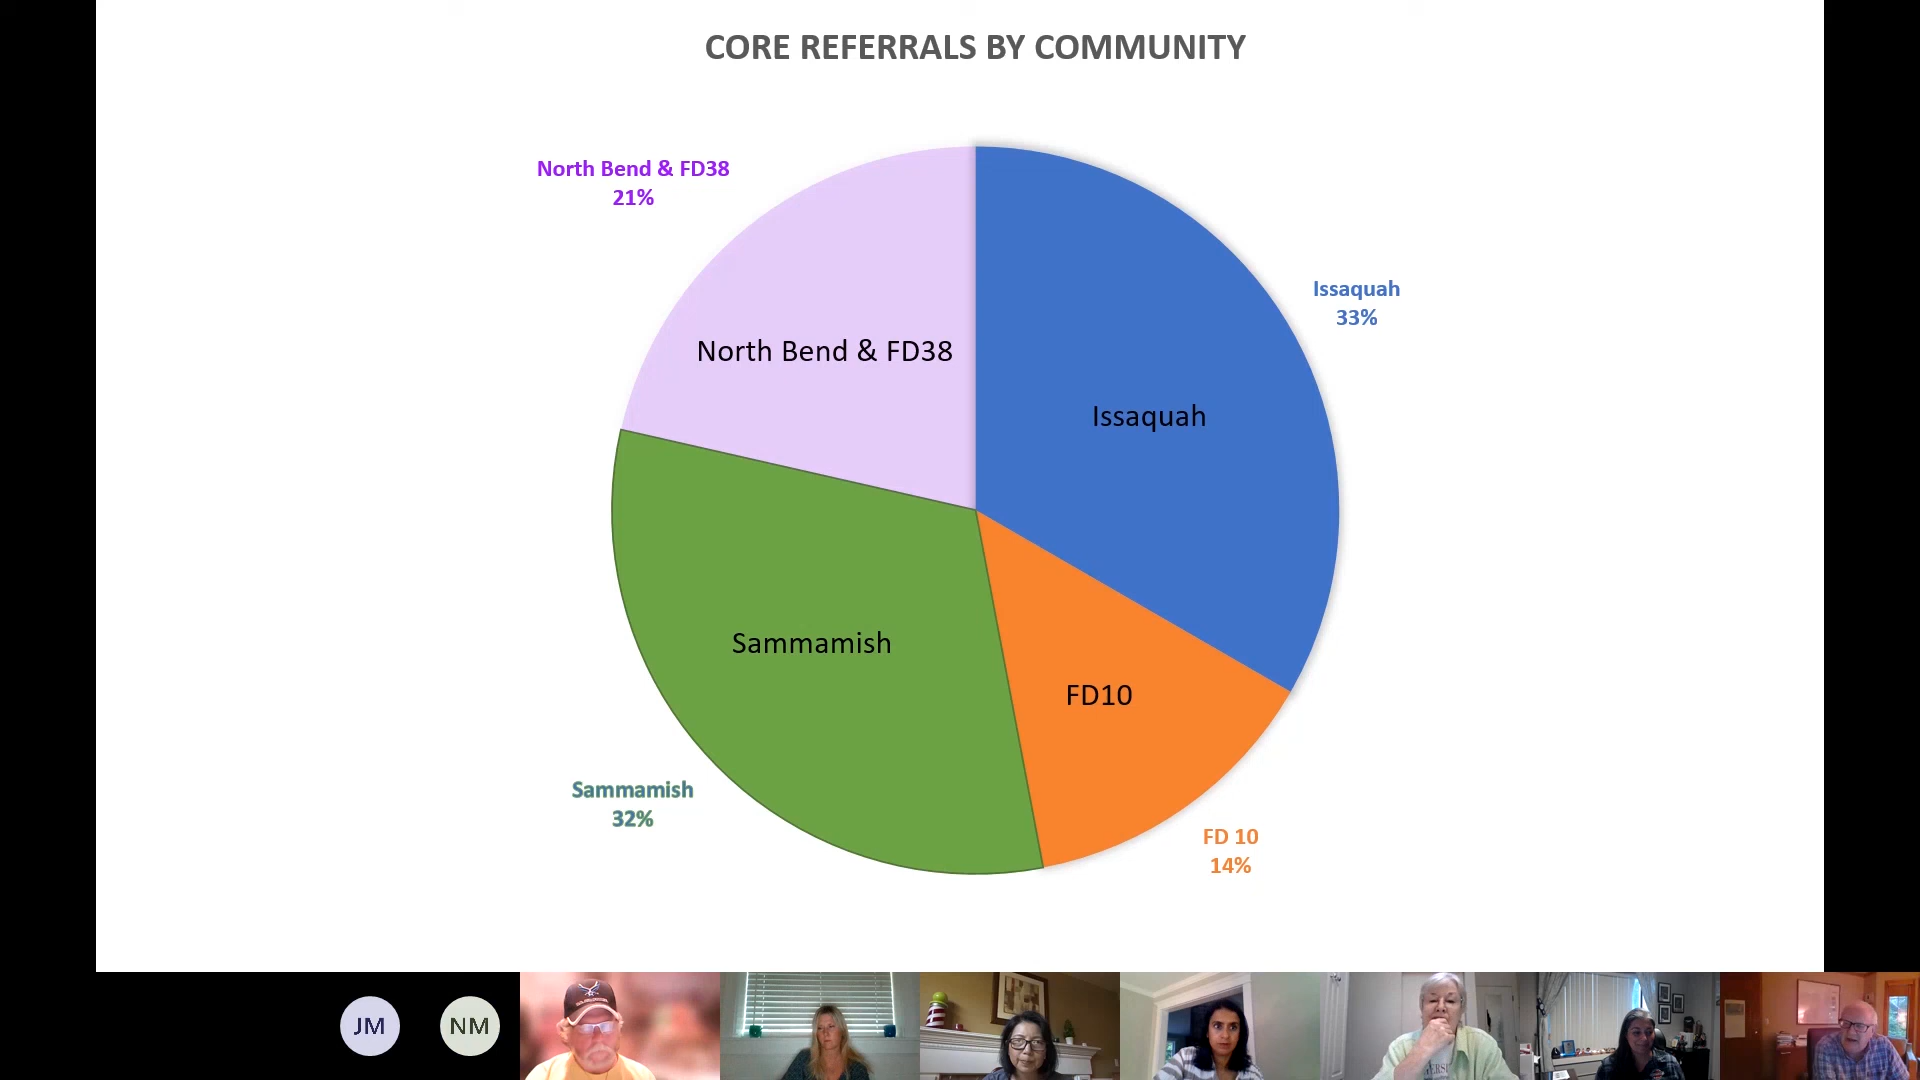 CORE REFERRALS BY COMMUNITY
North Bend & FD38
21%
Issaquah
33%
North Bend & FD38
Issaquah
Sammamish
FD10
Sammamish
32%
FD 10
14%
JM
NM